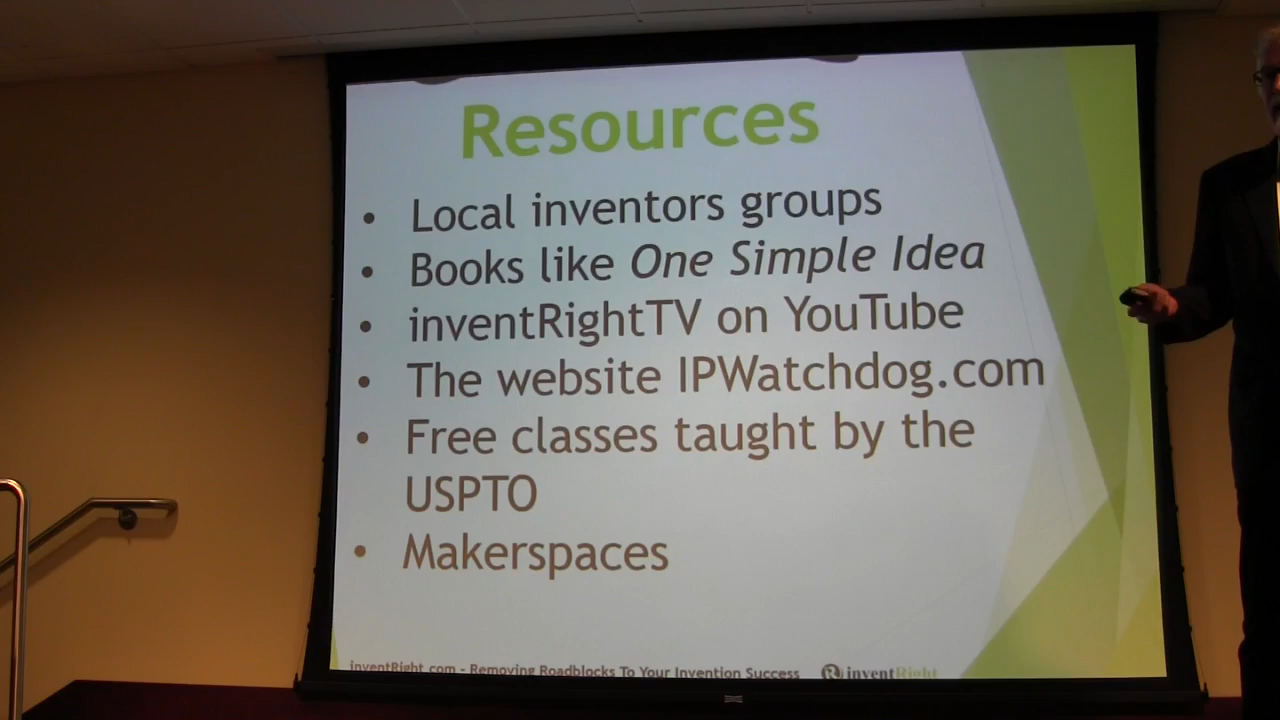 Resources
• Local inventors groups
• Books like One Simple Idea
• inventRightTV on YouTube
• The website IPWatchdog.com
• Free classes taught by the
USPTO
• Makerspaces
inventRight.com - Removing Roadblocks To Your Invention Success inventRight